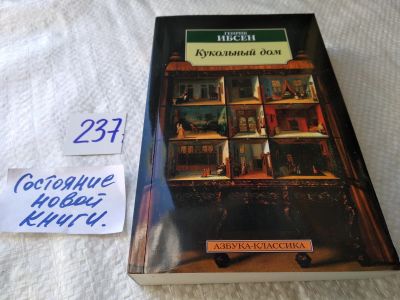 ГЕНРИК
ИБСЕН
Кукольный дом
237
Состояние
новой
книги.
АЗБУКА-КЛАССИКА